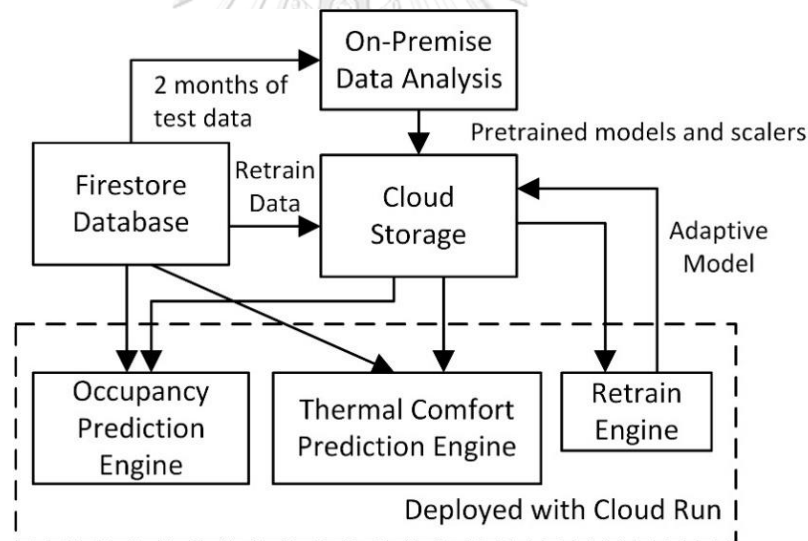 On-Premise
Data Analysis
2 months of
test data
Pretrained models and scalers
Firestore
Database
Retrain
Data
Cloud
Storage
Adaptive
Model
Occupancy
Prediction
Engine
Thermal Comfort
Prediction Engine
Retrain
Engine
Deployed with Cloud Run